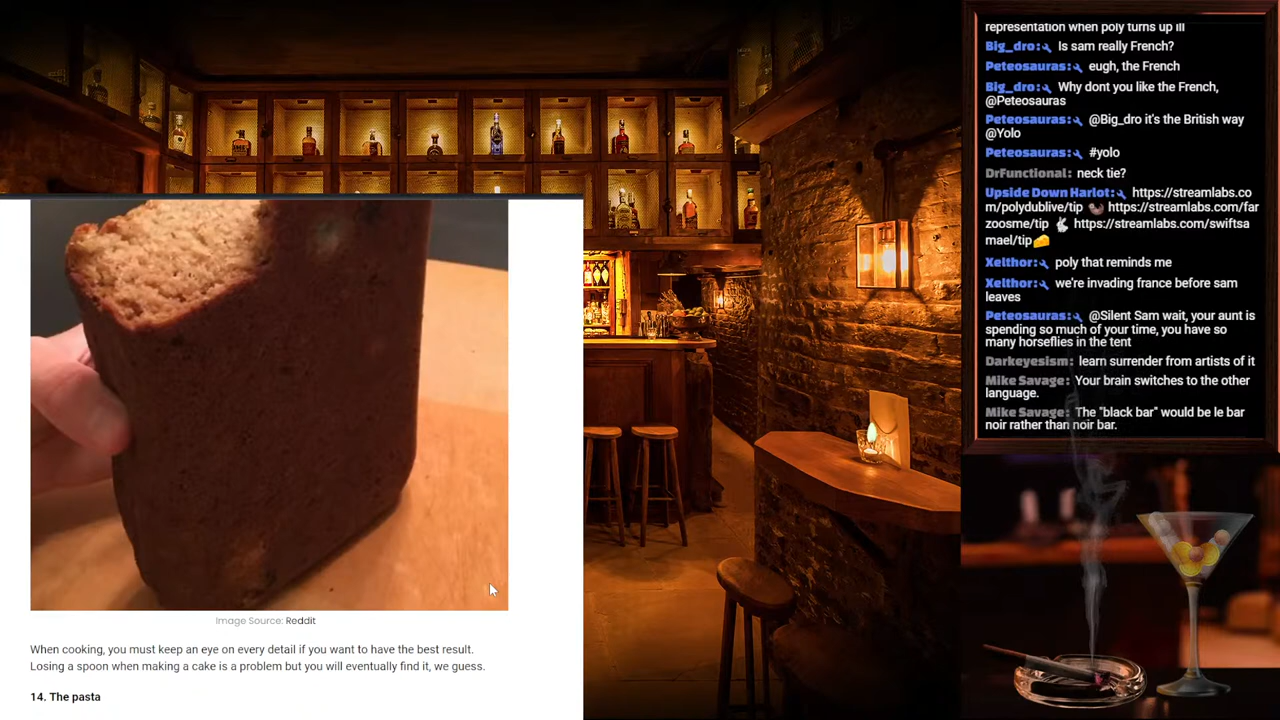 representation when poly turns up ill
Big_dro: Is sam really French?
Peteosauras: eugh, the French
Big_dro: Why dont you like the French,
@Peteosauras
Peteosauras: @Big_dro it's the British way
@Yolo
Peteosauras: #yolo
DrFunctional: neck tie?
Upside Down Harlot: https://streamlabs.co
m/polydublive/tip https://streamlabs.com/far
zoosme/tip https://streamlabs.com/swiftsa
mael/tip
Xelthor: poly that reminds me
Xelthor: we're invading france before sam
leaves
Peteosauras: @Silent Sam wait, your aunt is
spending so much of your time, you have so
many horseflies in the tent
Darkeyesism: learn surrender from artists of it
Mike Savage: Your brain switches to the other
language.
Mike Savage: The "black bar" would be le bar
noir rather than noir bar.
Image Source: Reddit
When cooking, you must keep an eye on every detail if you want to have the best result.
Losing a spoon when making a cake is a problem but you will eventually find it, we guess.
14. The pasta